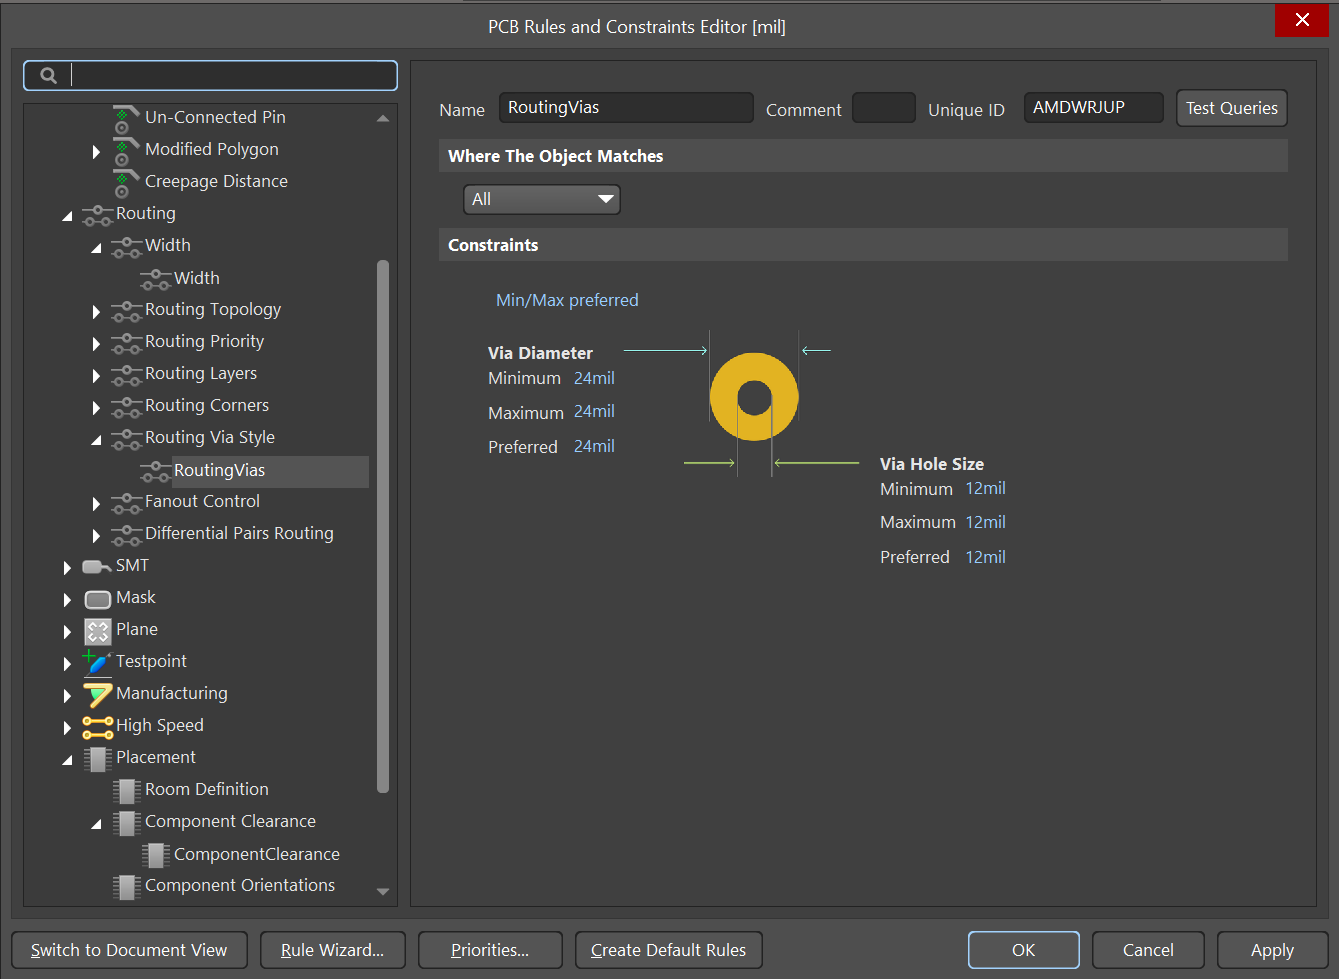 PCB Rules and Constraints Editor [mil]
Un-Connected Pin
Modified Polygon
Creepage Distance
Routing
Width
Width
Routing Topology
Routing Priority
Routing Layers
Routing Corners
Routing Via Style
RoutingVias
Fanout Control
Differential Pairs Routing
SMT
Mask
Plane
Testpoint
Manufacturing
High Speed
Placement
Room Definition
Component Clearance
ComponentClearance
Component Orientations
Name RoutingVias Comment Unique ID AMDWRJUP Test Queries
Where The Object Matches
All
Constraints
Min/Max preferred
Via Diameter
Minimum 24mil
Maximum 24mil
Preferred 24mil
Via Hole Size
Minimum 12mil
Maximum 12mil
Preferred 12mil
Switch to Document View Rule Wizard... Priorities... Create Default Rules OK Cancel Apply